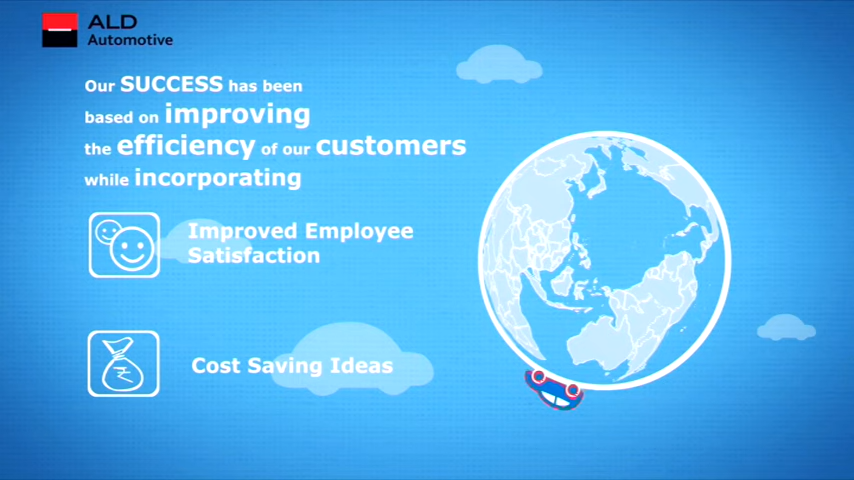 ALD
Automotive
Our SUCCESS has been
based on improving
the efficiency of our customers
while incorporating
Improved Employee
Satisfaction
₹
Cost Saving Ideas